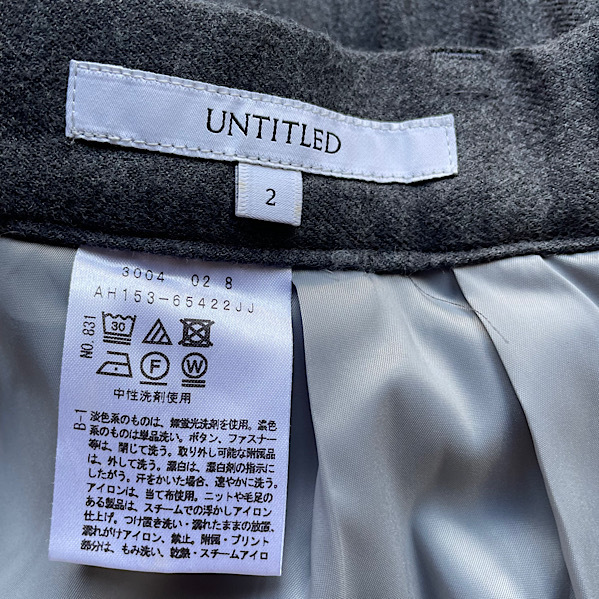 UNTITLED
2
3004 02 8
AH153-65422JJ
NO.831
30
F W
中性洗剤使用
B-1
淡色系のものは、無蛍光洗剤を使用。濃色
系のものは単品洗い。ボタン、ファスナー
等は、閉じて洗う。取り外し可能な附属品
は、外して洗う。漂白は、漂白剤の指示に
したがう。汗をかいた場合、速やかに洗う。
アイロンは、当て布使用。ニットや毛足の
ある製品は、スチームでの浮かしアイロン
仕上げ。つけ置き洗い・濡れたままの放置、
濡れがけアイロン、禁止。附属・プリント
部分は、もみ洗い、乾熱・スチームアイロ